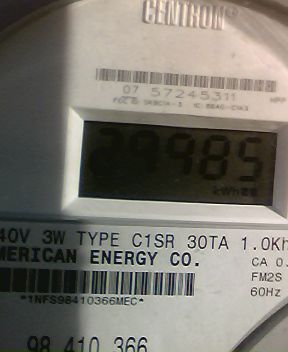 CENTRON®
07 57245311
29985
kWh
40V 3W TYPE C1SR 30TA 1.0Kh
MERICAN ENERGY CO.
CA 0.
FM2S
60Hz
*1NFS98410366MEC*
98 410 366